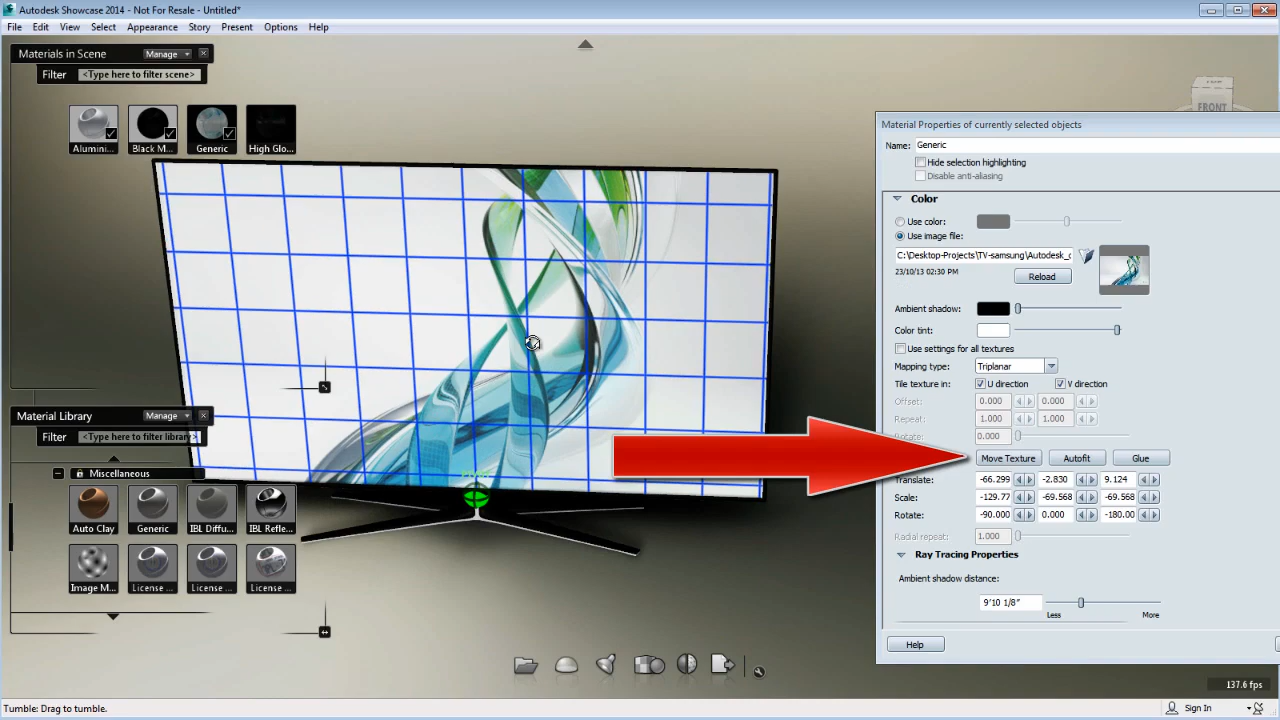 Autodesk Showcase 2014 - Not For Resale - Untitled*
File Edit View Select Appearance Story Present Options Help
Materials in Scene Manage
Filter <Type here to filter scene>
FRONT
Alumini... Black M... Generic High Glo...
Material Properties of currently selected objects
Name: Generic
Hide selection highlighting
Disable anti-aliasing
Color
Use color:
Use image file:
C:\Desktop-Projects\TV-samsung\Autodesk_c
23/10/13 02:30 PM Reload
Ambient shadow:
Color tint:
Use settings for all textures
Mapping type: Triplanar
Tile texture in: U direction V direction
Offset: 0.000 0.000
Repeat: 1.000 1.000
Rotate: 0.000
Move Texture Autofit Glue
Translate: -66.299 -2.830 9.124
Scale: -129.77 -69.568 -69.568
Rotate: -90.000 0.000 -180.00
Radial repeat: 1.000
Ray Tracing Properties
Ambient shadow distance:
9'10 1/8"
Less More
Help
Material Library Manage
Filter <Type here to filter library>
Miscellaneous
Auto Clay Generic IBL Diffu... IBL Refle...
Image M... License ... License ... License ...
137.6 fps
Tumble: Drag to tumble. Sign In